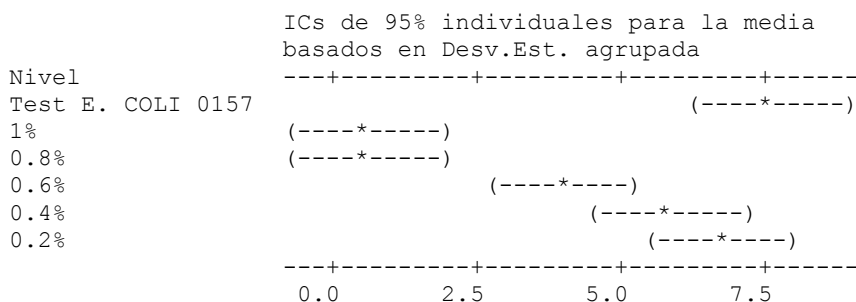 ICs de 95% individuales para la media
basados en Desv.Est. agrupada
Nivel ---+---------+---------+---------+------
Test E. COLI 0157 (----*-----)
1% (----*-----)
0.8% (----*-----)
0.6% (----*----)
0.4% (----*-----)
0.2% (----*----)
---+---------+---------+---------+------
0.0 2.5 5.0 7.5